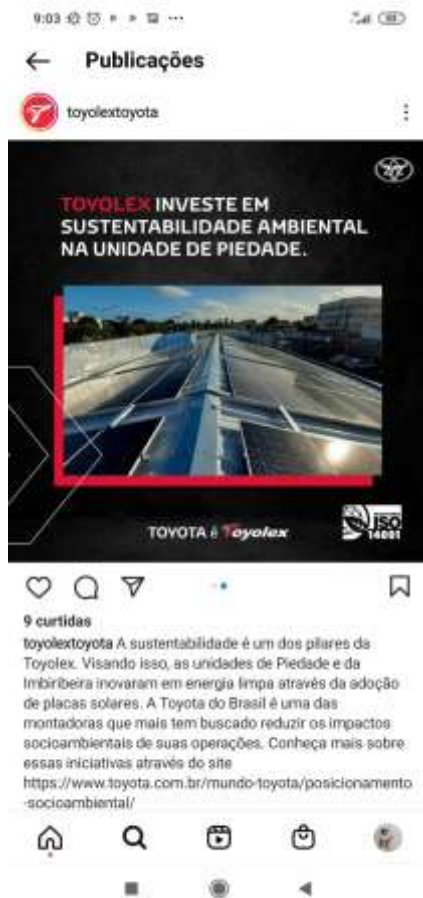 9:03
Publicações
toyolextoyota
TOYOLEX INVESTE EM
SUSTENTABILIDADE AMBIENTAL
NA UNIDADE DE PIEDADE.
TOYOTA é Toyolex
ISO
14001
9 curtidas
toyolextoyota A sustentabilidade é um dos pilares da
Toyolex. Visando isso, as unidades de Piedade e da
Imbiribeira inovaram em energia limpa através da adoção
de placas solares. A Toyota do Brasil é uma das
montadoras que mais tem buscado reduzir os impactos
socioambientais de suas operações. Conheça mais sobre
essas iniciativas através do site
https://www.toyota.com.br/mundo-toyota/posicionamento
-socioambiental/